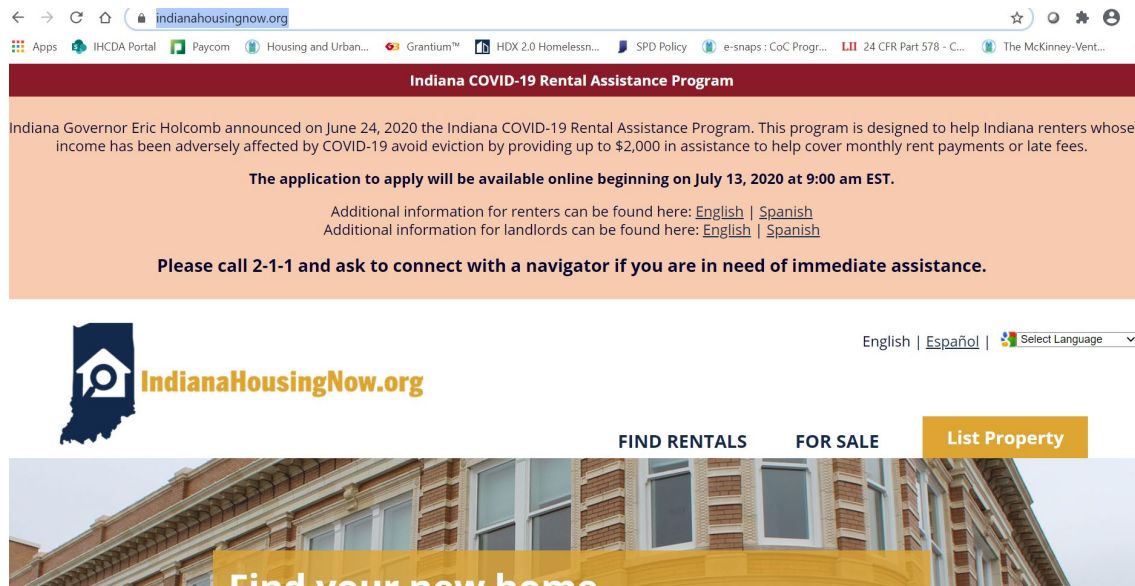 indianahousingnow.org
Apps IHCDA Portal Paycom Housing and Urban... Grantium™ HDX 2.0 Homelessn... SPD Policy e-snaps : CoC Progr... LII 24 CFR Part 578 - C... The McKinney-Vent...
Indiana COVID-19 Rental Assistance Program
Indiana Governor Eric Holcomb announced on June 24, 2020 the Indiana COVID-19 Rental Assistance Program. This program is designed to help Indiana renters whose
income has been adversely affected by COVID-19 avoid eviction by providing up to $2,000 in assistance to help cover monthly rent payments or late fees.
The application to apply will be available online beginning on July 13, 2020 at 9:00 am EST.
Additional information for renters can be found here: English | Spanish
Additional information for landlords can be found here: English | Spanish
Please call 2-1-1 and ask to connect with a navigator if you are in need of immediate assistance.
English | Español | Select Language
IndianaHousingNow.org
FIND RENTALS FOR SALE List Property
Find your new home